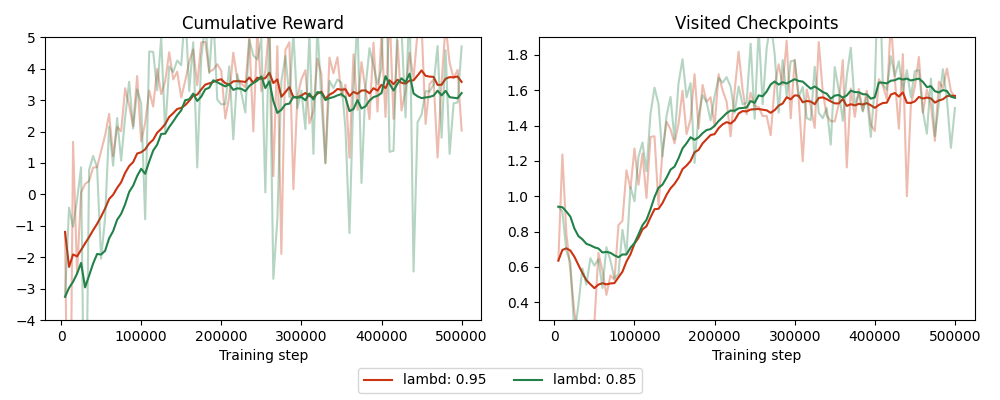 Cumulative Reward
5
4
3
2
1
0
−1
−2
−3
−4
0 100000 200000 300000 400000 500000
Training step
Visited Checkpoints
1.8
1.6
1.4
1.2
1.0
0.8
0.6
0.4
0 100000 200000 300000 400000 500000
Training step
lambd: 0.95 lambd: 0.85